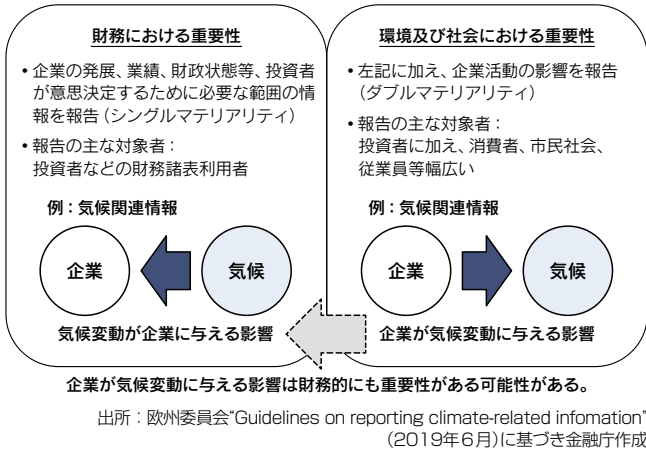 財務における重要性
•企業の発展、業績、財政状態等、投資者
が意思決定するために必要な範囲の情
報を報告（シングルマテリアリティ）
•報告の主な対象者：
投資者などの財務諸表利用者
例：気候関連情報
企業
気候
気候変動が企業に与える影響
環境及び社会における重要性
•左記に加え、企業活動の影響を報告
（ダブルマテリアリティ）
•報告の主な対象者：
投資者に加え、消費者、市民社会、
従業員等幅広い
例：気候関連情報
企業
気候
企業が気候変動に与える影響
企業が気候変動に与える影響は財務的にも重要性がある可能性がある。
出所：欧州委員会“Guidelines on reporting climate-related infomation”
（2019年6月）に基づき金融庁作成